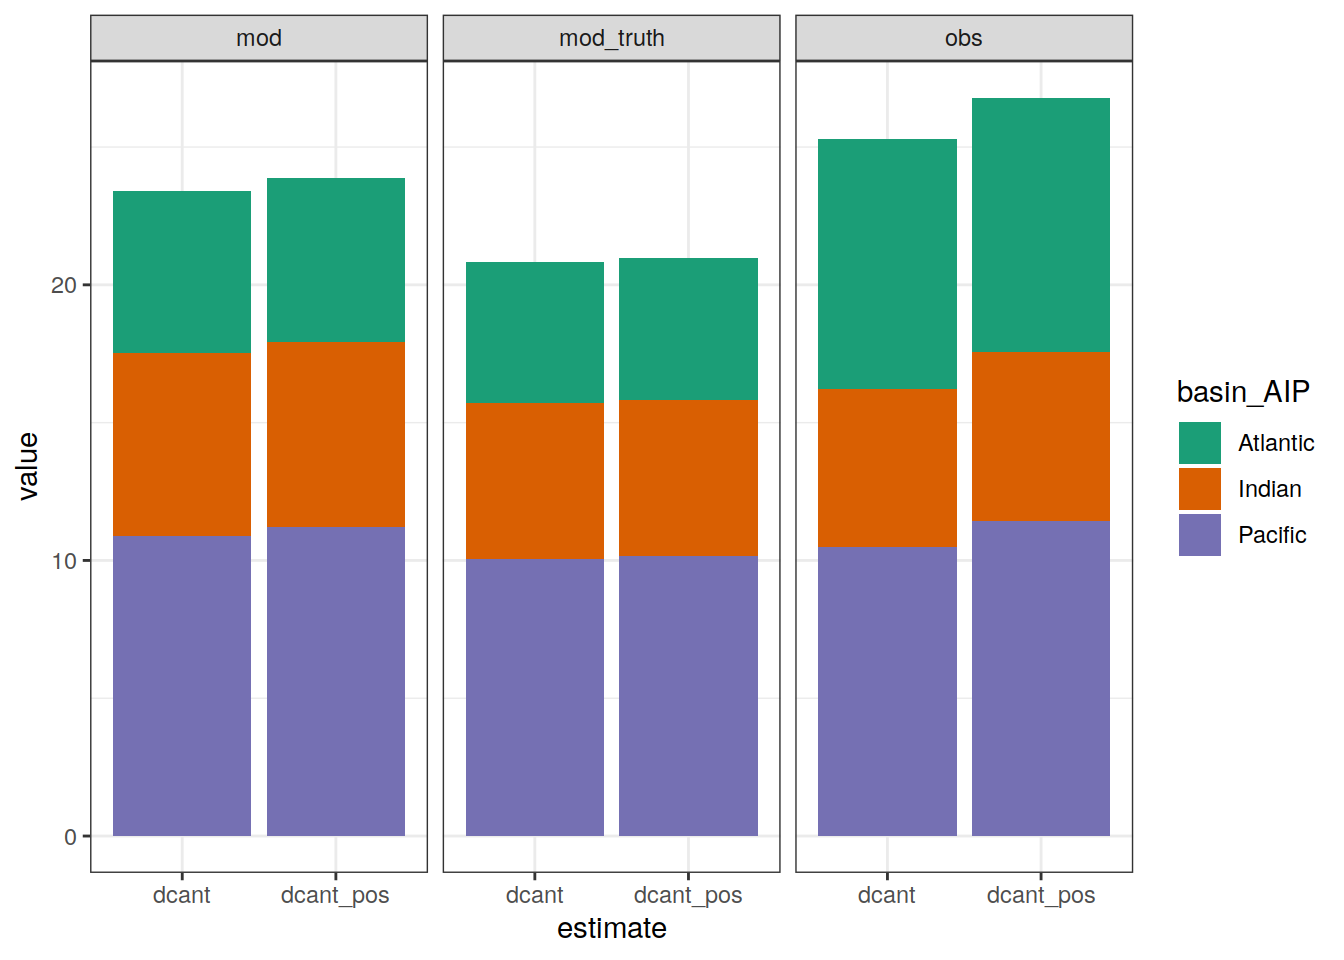 mod
mod_truth
obs
value
20
10
0
dcant
dcant_pos
dcant
dcant_pos
dcant
dcant_pos
estimate
basin_AIP
Atlantic
Indian
Pacific